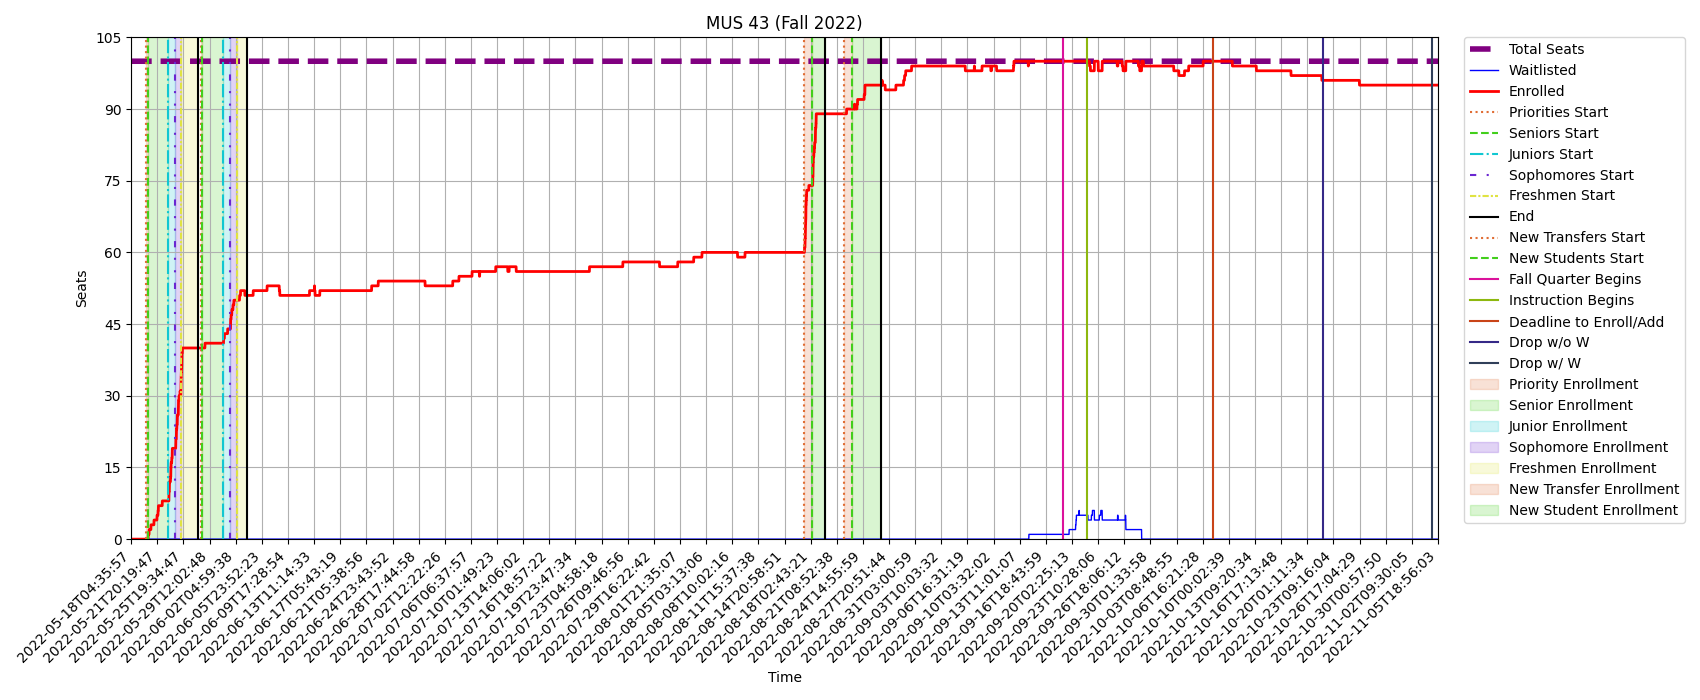 MUS 43 (Fall 2022)
105
90
75
60
45
30
15
0
Seats
2022-05-18T04:35:57
2022-05-21T20:19:47
2022-05-25T19:34:47
2022-05-29T12:02:48
2022-06-02T04:59:38
2022-06-05T23:52:23
2022-06-09T17:28:54
2022-06-13T11:14:33
2022-06-17T05:43:19
2022-06-21T05:38:56
2022-06-24T23:43:52
2022-06-28T17:44:58
2022-07-02T12:22:26
2022-07-06T06:37:57
2022-07-10T01:49:23
2022-07-13T14:06:02
2022-07-16T18:57:22
2022-07-19T23:47:34
2022-07-23T04:58:18
2022-07-26T09:46:56
2022-07-29T16:22:42
2022-08-01T21:35:07
2022-08-05T03:13:06
2022-08-08T10:02:16
2022-08-11T15:37:38
2022-08-14T20:58:51
2022-08-18T02:43:21
2022-08-21T08:52:38
2022-08-24T14:55:59
2022-08-27T20:51:44
2022-08-31T03:00:59
2022-09-03T10:03:32
2022-09-06T16:31:19
2022-09-10T03:32:02
2022-09-13T11:01:07
2022-09-16T18:43:59
2022-09-20T02:25:13
2022-09-23T10:28:06
2022-09-26T18:06:12
2022-09-30T01:33:58
2022-10-03T08:48:55
2022-10-06T16:21:28
2022-10-10T00:02:39
2022-10-13T09:20:34
2022-10-16T17:13:48
2022-10-20T01:11:34
2022-10-23T09:16:04
2022-10-26T17:04:29
2022-10-30T00:57:50
2022-11-02T09:30:05
2022-11-05T18:56:03
Time
Total Seats
Waitlisted
Enrolled
Priorities Start
Seniors Start
Juniors Start
Sophomores Start
Freshmen Start
End
New Transfers Start
New Students Start
Fall Quarter Begins
Instruction Begins
Deadline to Enroll/Add
Drop w/o W
Drop w/ W
Priority Enrollment
Senior Enrollment
Junior Enrollment
Sophomore Enrollment
Freshmen Enrollment
New Transfer Enrollment
New Student Enrollment